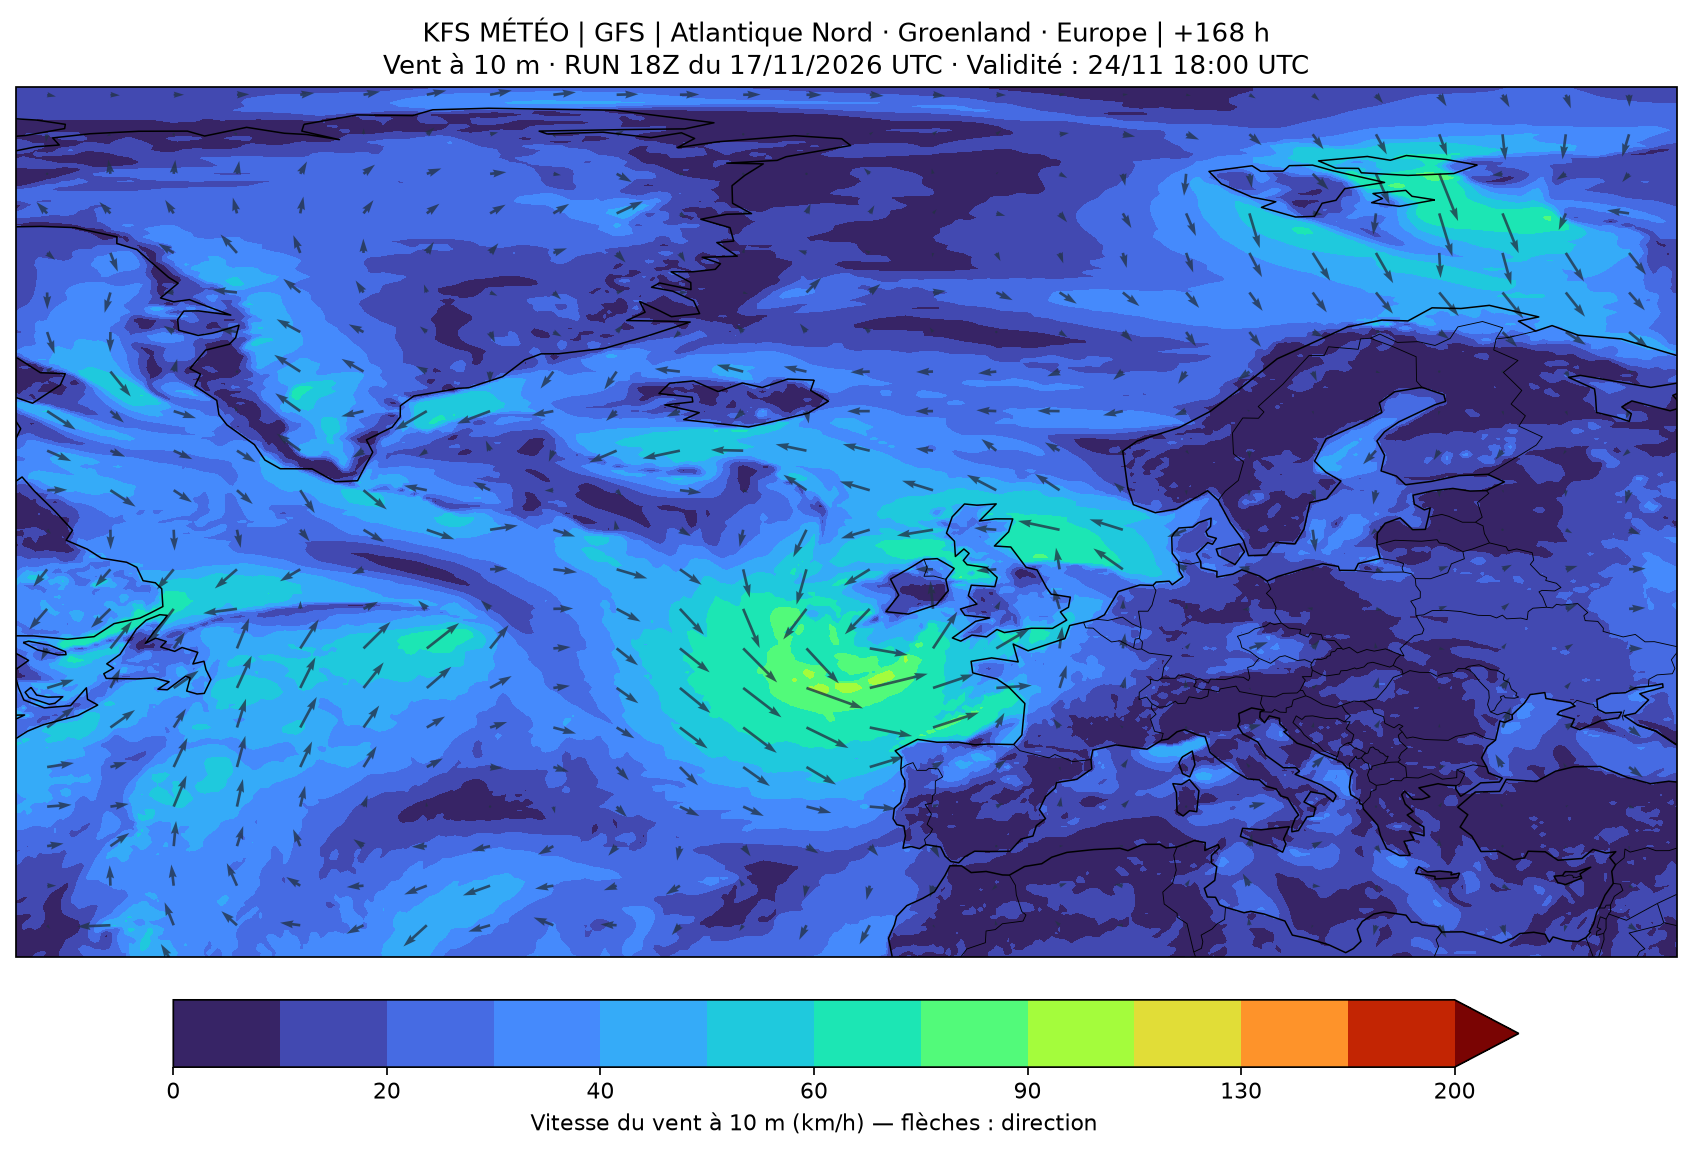 KFS MÉTÉO | GFS | Atlantique Nord · Groenland · Europe | +168 h
Vent à 10 m · RUN 18Z du 17/11/2026 UTC · Validité : 24/11 18:00 UTC
0 20 40 60 90 130 200
Vitesse du vent à 10 m (km/h) — flèches : direction